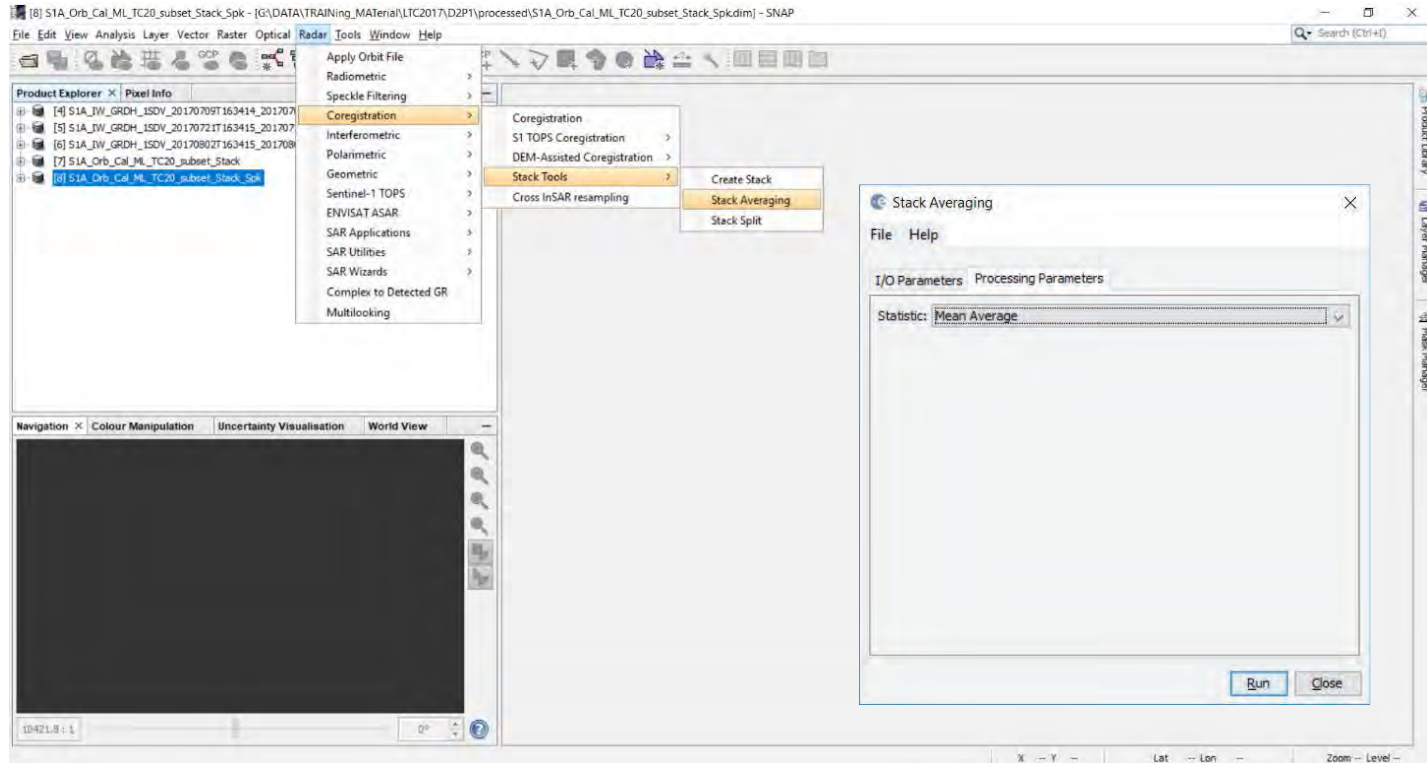 [8] S1A_Orb_Cal_ML_TC20_subset_Stack_Spk - [G:\DATA\TRAINing_MATerial\LTC2017\D2P1\processed\S1A_Orb_Cal_ML_TC20_subset_Stack_Spk.dim] - SNAP
File Edit View Analysis Layer Vector Raster Optical Radar Tools Window Help
Search (Ctrl+I)
GCP
Product Explorer × Pixel Info
[4] S1A_IW_GRDH_1SDV_20170709T163414_2017070
[5] S1A_IW_GRDH_1SDV_20170721T163415_201707
[6] S1A_IW_GRDH_1SDV_20170802T163415_201708
[7] S1A_Orb_Cal_ML_TC20_subset_Stack
[8] S1A_Orb_Cal_ML_TC20_subset_Stack_Spk
Apply Orbit File
Radiometric
Speckle Filtering
Coregistration
Interferometric
Polarimetric
Geometric
Sentinel-1 TOPS
ENVISAT ASAR
SAR Applications
SAR Utilities
SAR Wizards
Complex to Detected GR
Multilooking
Coregistration
S1 TOPS Coregistration
DEM-Assisted Coregistration
Stack Tools
Cross InSAR resampling
Create Stack
Stack Averaging
Stack Split
Stack Averaging
File Help
I/O Parameters Processing Parameters
Statistic: Mean Average
Run Close
Product Library
Layer Manager
Mask Manager
Navigation × Colour Manipulation Uncertainty Visualisation World View
10421.8 : 1
0°
X -- Y -- Lat -- Lon -- Zoom -- Level --